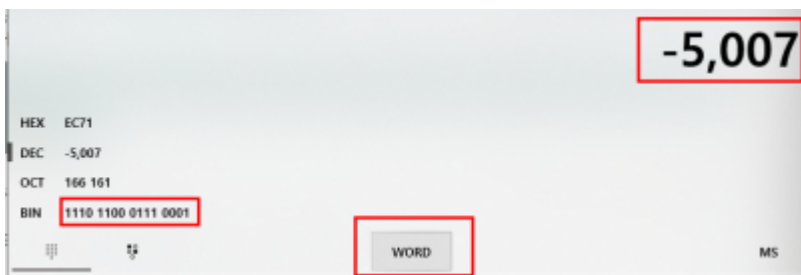 -5,007
HEX EC71
DEC -5,007
OCT 166 161
BIN 1110 1100 0111 0001
WORD MS